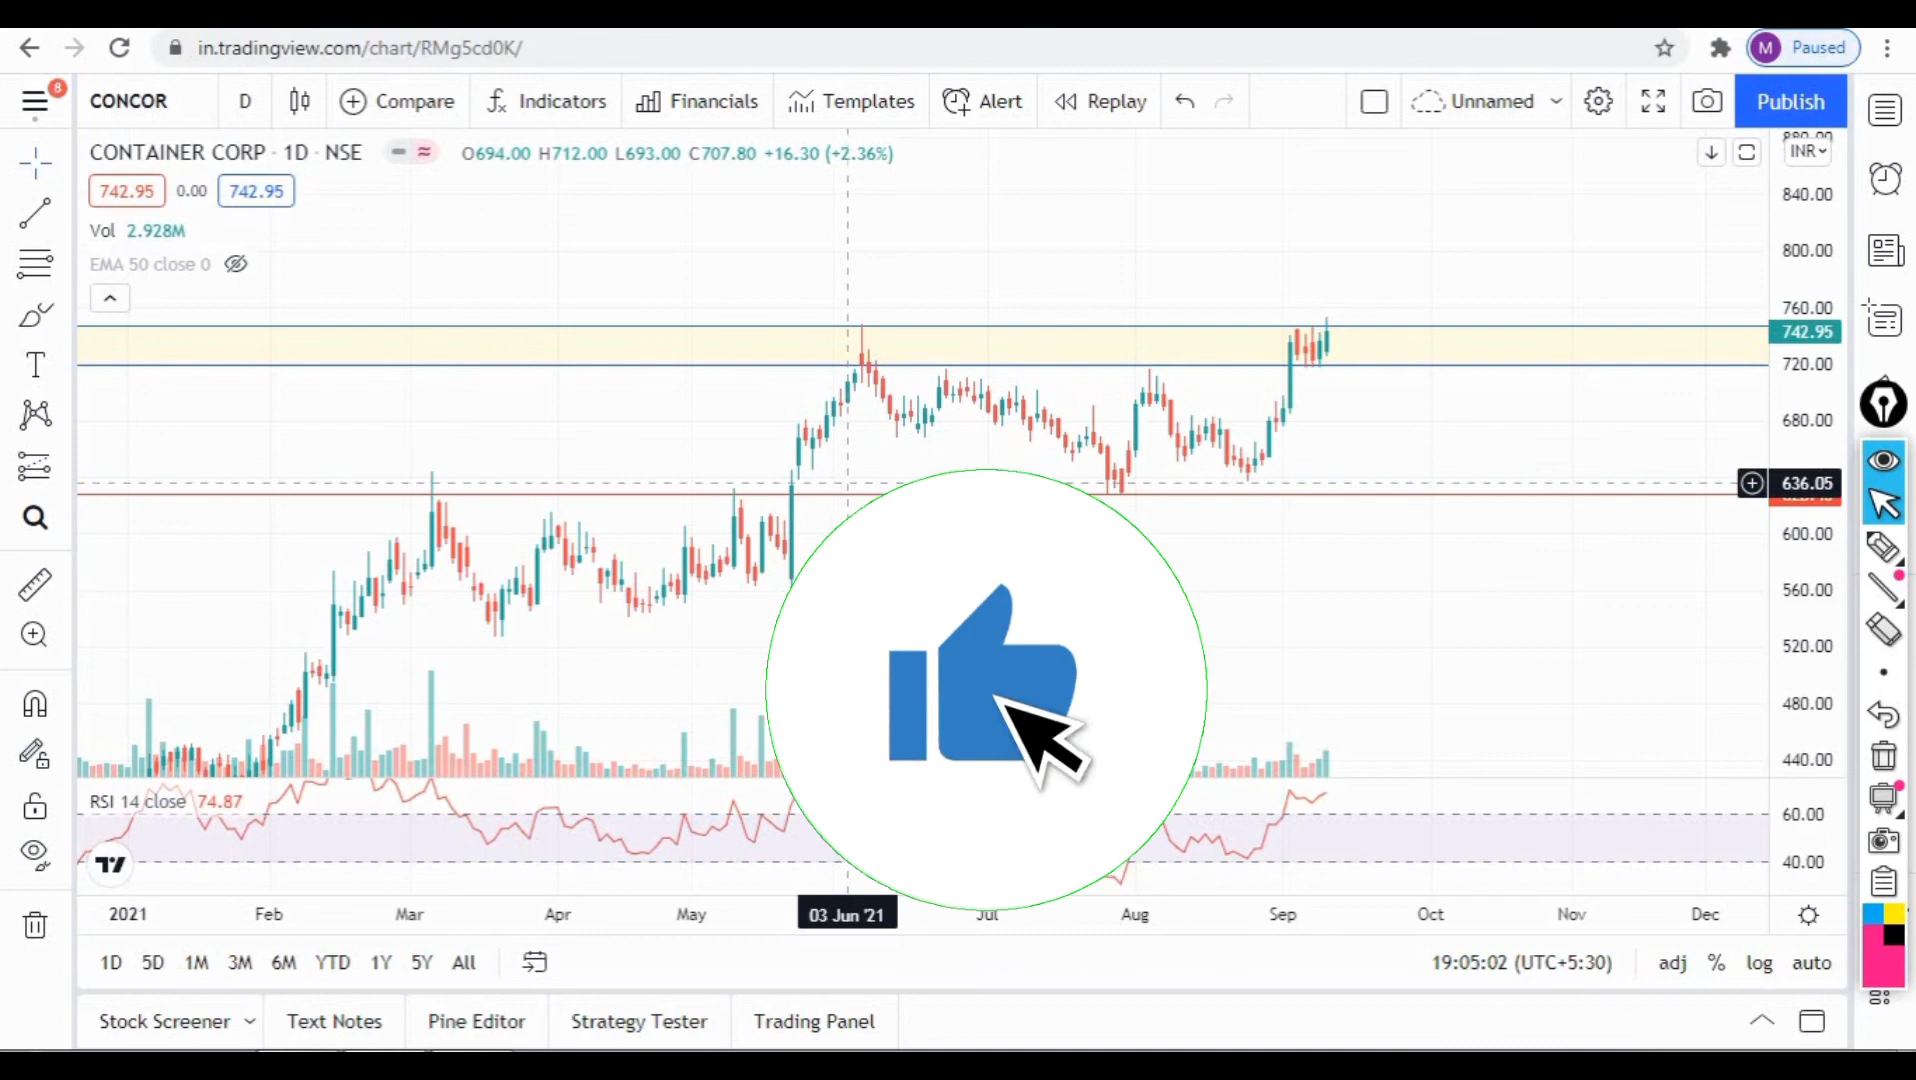 in.tradingview.com/chart/RMg5cd0K/
M Paused
8
CONCOR D Compare Indicators Financials Templates Alert Replay Unnamed Publish
CONTAINER CORP · 1D · NSE O694.00 H712.00 L693.00 C707.80 +16.30 (+2.36%)
INR
742.95 0.00 742.95
Vol 2.928M
EMA 50 close 0
840.00
800.00
760.00
742.95
720.00
680.00
636.05
600.00
560.00
520.00
480.00
440.00
RSI 14 close 74.87
60.00
40.00
2021 Feb Mar Apr May 03 Jun '21 Jul Aug Sep Oct Nov Dec
1D 5D 1M 3M 6M YTD 1Y 5Y All 19:05:02 (UTC+5:30) adj % log auto
Stock Screener Text Notes Pine Editor Strategy Tester Trading Panel